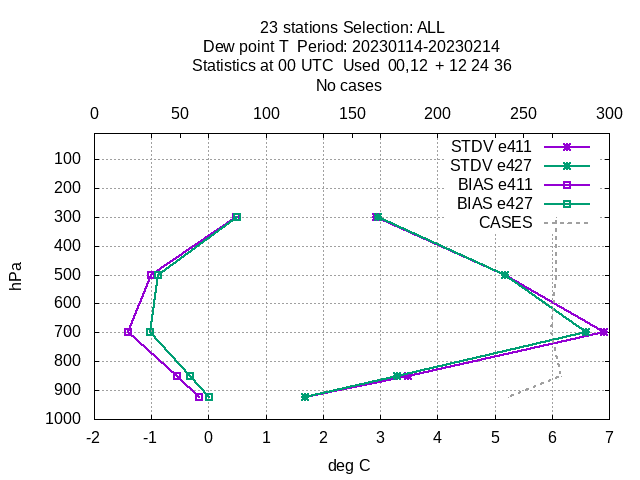 23 stations Selection: ALL
Dew point T  Period: 20230114-20230214
Statistics at 00 UTC  Used  00,12  + 12 24 36
No cases
0 50 100 150 200 250 300
STDV e411
STDV e427
BIAS e411
BIAS e427
CASES
100
200
300
400
500
600
700
800
900
1000
hPa
-2 -1 0 1 2 3 4 5 6 7
deg C